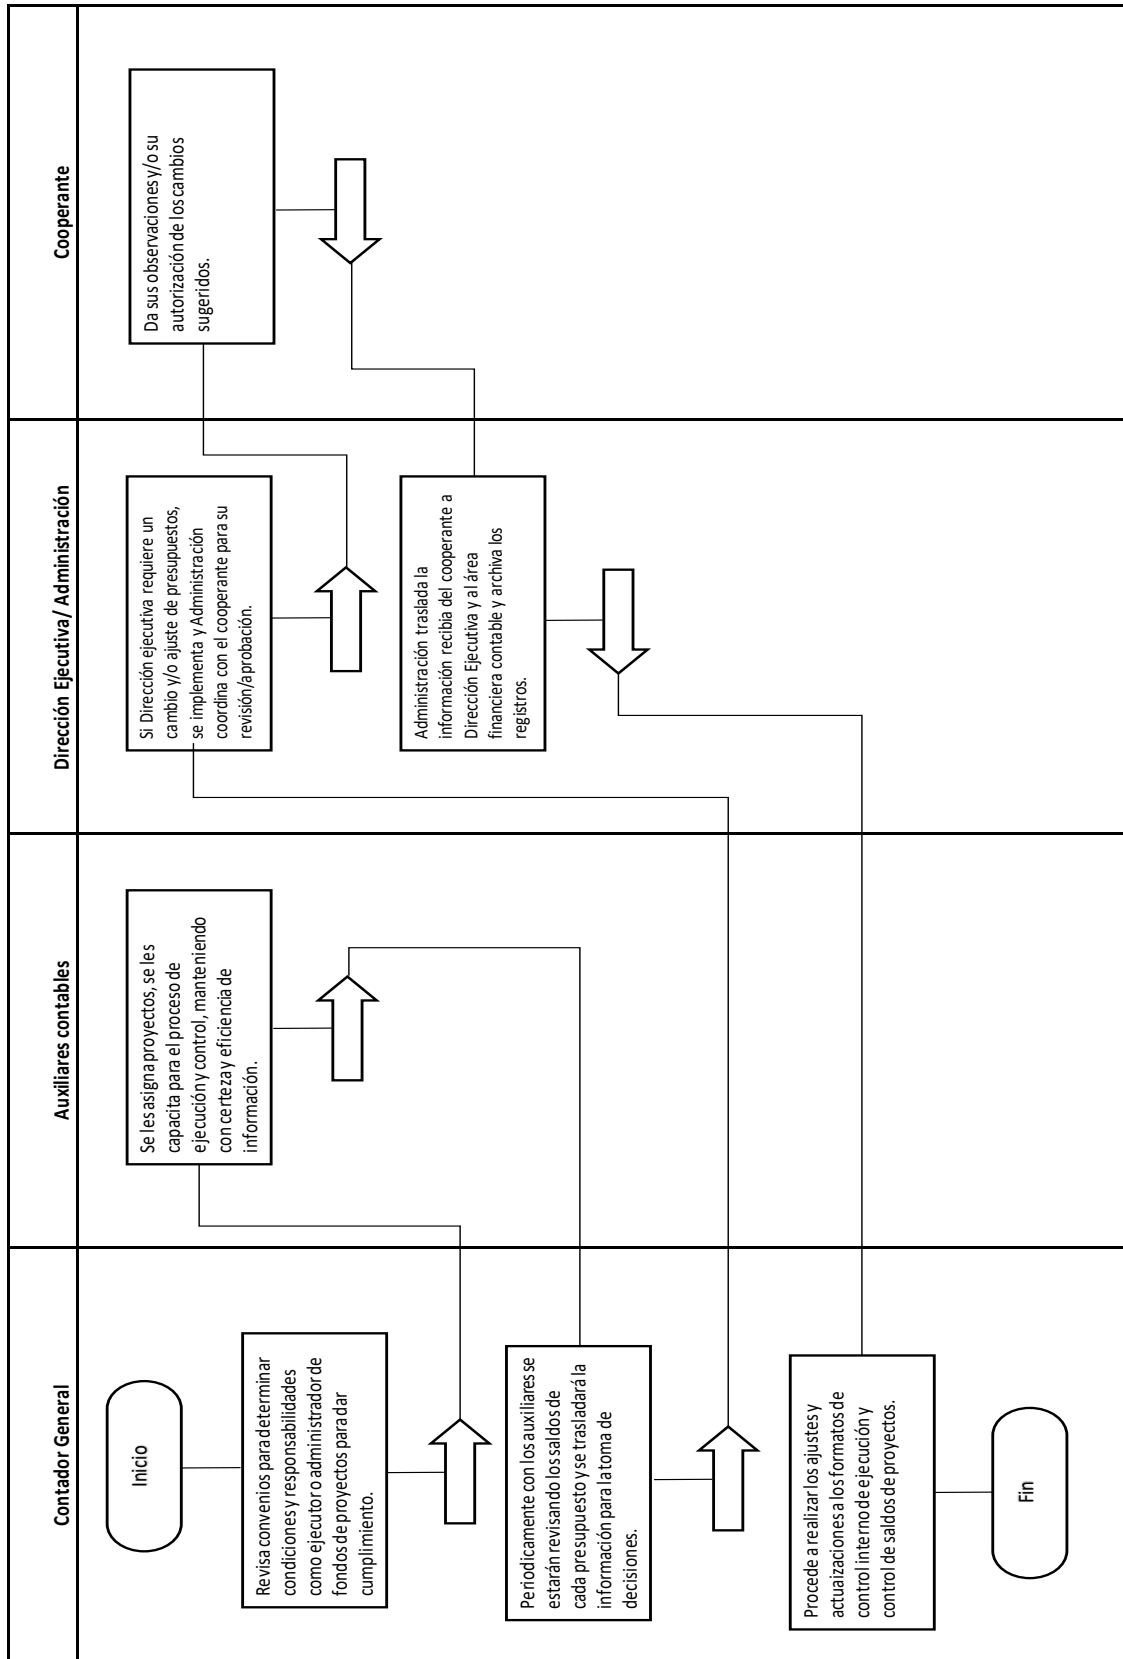 Contador General
Auxiliares contables
Dirección Ejecutiva/ Administración
Cooperante
Inicio
Revisa convenios para determinar
condiciones y responsabilidades
como ejecutor o administrador de
fondos de proyectos para dar
cumplimiento.
Se les asigna proyectos, se les
capacita para el proceso de
ejecución y control, manteniendo
con certeza y eficiencia de
información.
Periodicamente con los auxiliares se
estarán revisando los saldos de
cada presupuesto y se trasladará la
información para la toma de
decisiones.
Si Dirección ejecutiva requiere un
cambio y/o ajuste de presupuestos,
se implementa y Administración
coordina con el cooperante para su
revisión/aprobación.
Da sus observaciones y/o su
autorización de los cambios
sugeridos.
Administración traslada la
información recibia del cooperante a
Dirección Ejecutiva y al área
financiera contable y archiva los
registros.
Procede a realizar los ajustes y
actuaizaciones a los formatos de
control interno de ejecución y
control de saldos de proyectos.
Fin